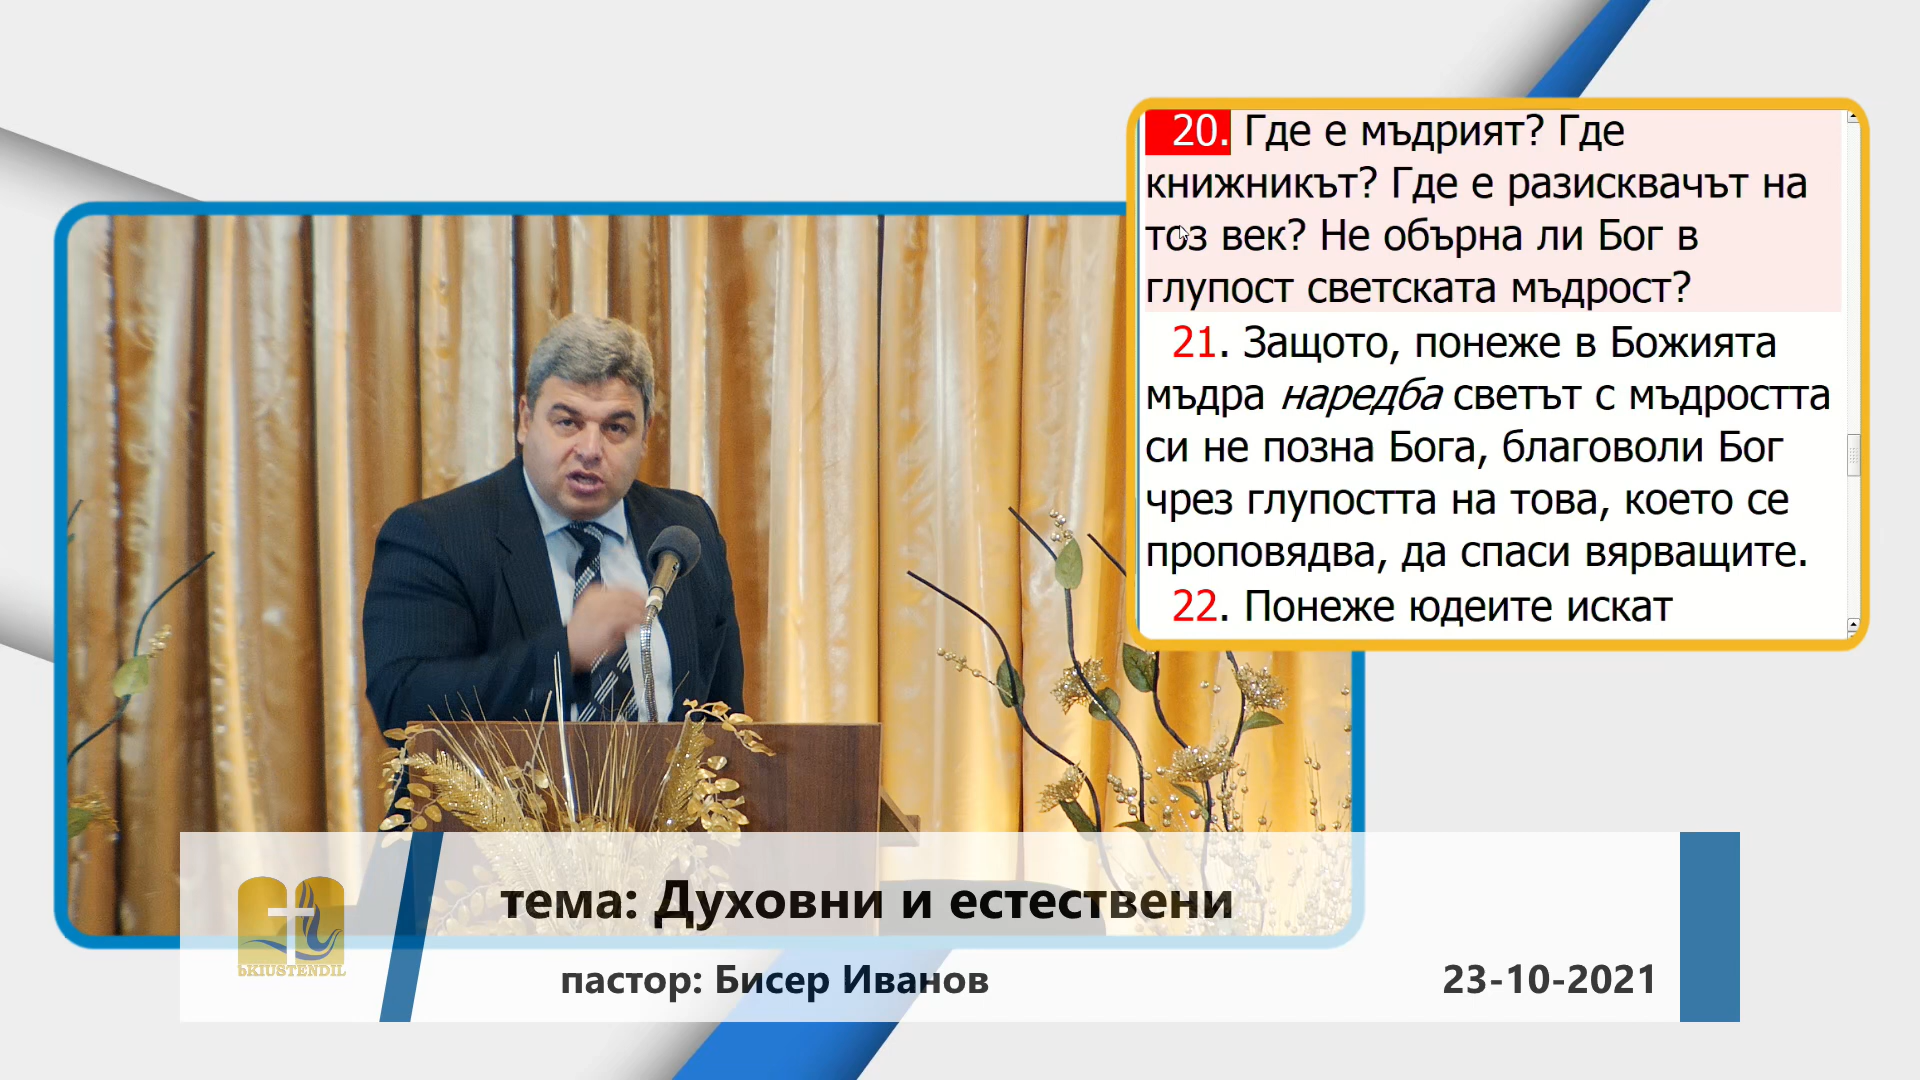 20. Где е мъдрият? Где
книжникът? Где е разисквачът на
тоз век? Не обърна ли Бог в
глупост светската мъдрост?
21. Защото, понеже в Божията
мъдра наредба светът с мъдростта
си не позна Бога, благоволи Бог
чрез глупостта на това, което се
проповядва, да спаси вярващите.
22. Понеже юдеите искат
тема: Духовни и естествени
bKIUSTENDIL
пастор: Бисер Иванов
23-10-2021